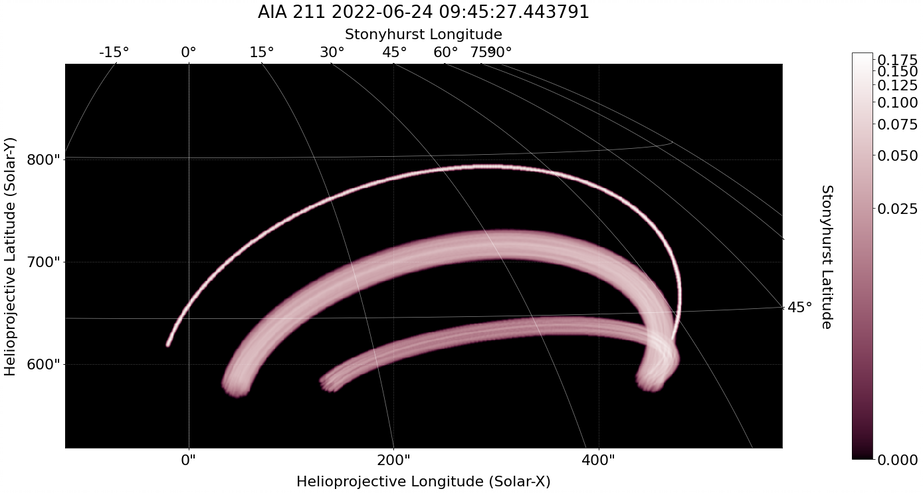 AIA 211 2022-06-24 09:45:27.443791
Stonyhurst Longitude
-15° 0° 15° 30° 45° 60° 75° 90°
800"
700"
600"
Helioprojective Latitude (Solar-Y)
45°
Stonyhurst Latitude
0" 200" 400"
Helioprojective Longitude (Solar-X)
0.175
0.150
0.125
0.100
0.075
0.050
0.025
0.000